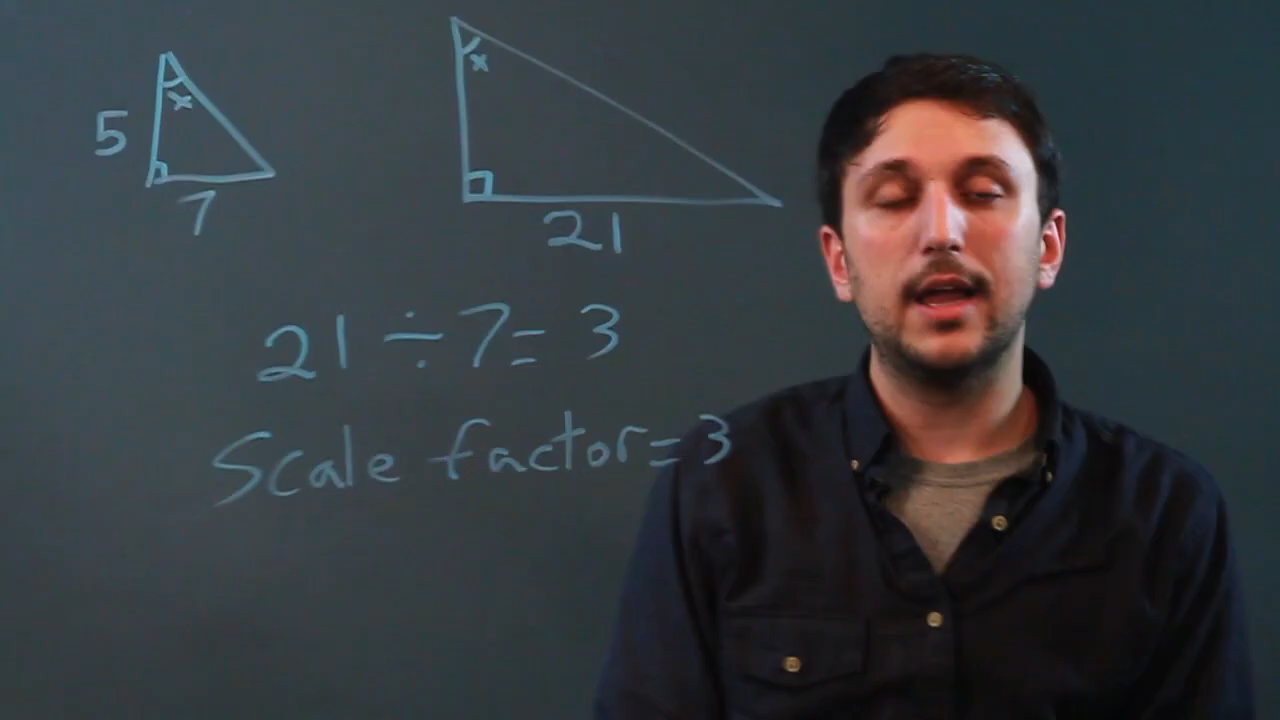 x
x
5
7
21
21 ÷ 7 = 3
Scale factor = 3